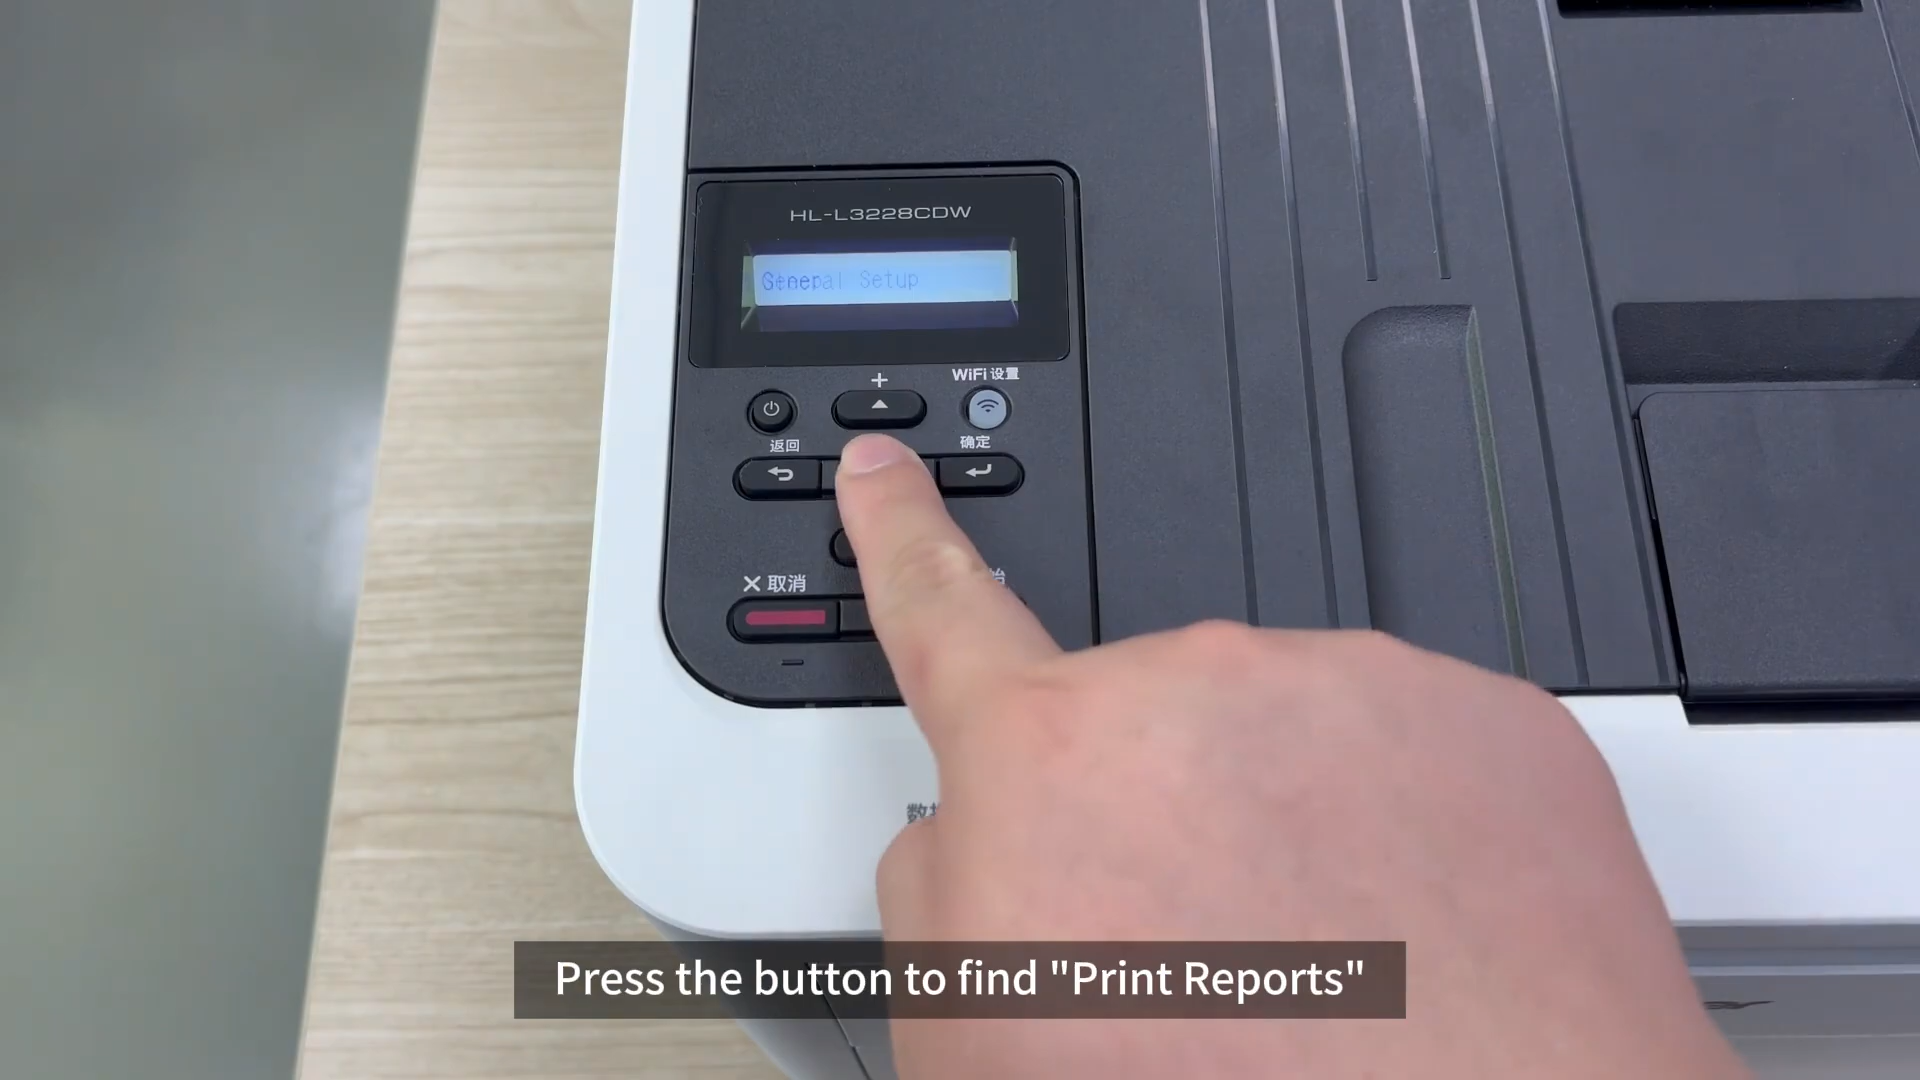 HL-L3228CDW
General Setup
+
WiFi 设置
返回
确定
取消
Press the button to find "Print Reports"